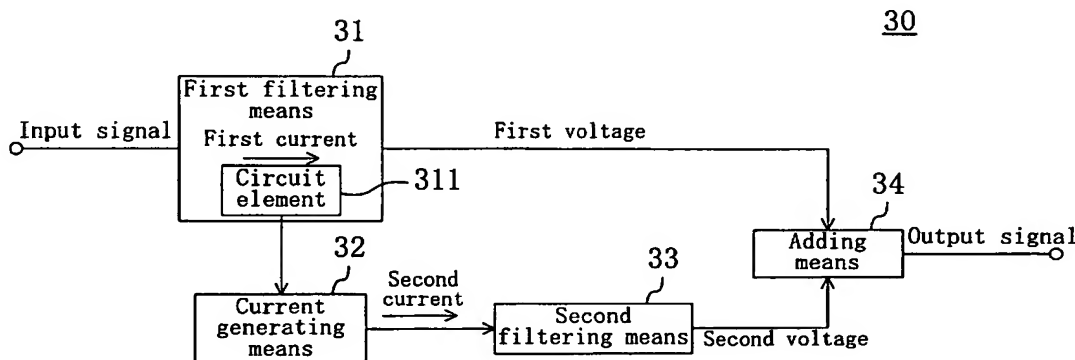 30
31
First filtering
means
Input signal
First current
First voltage
Circuit
element
311
34
Adding
means
Output signal
32
Second
current
33
Current
generating
means
Second
filtering means
Second voltage